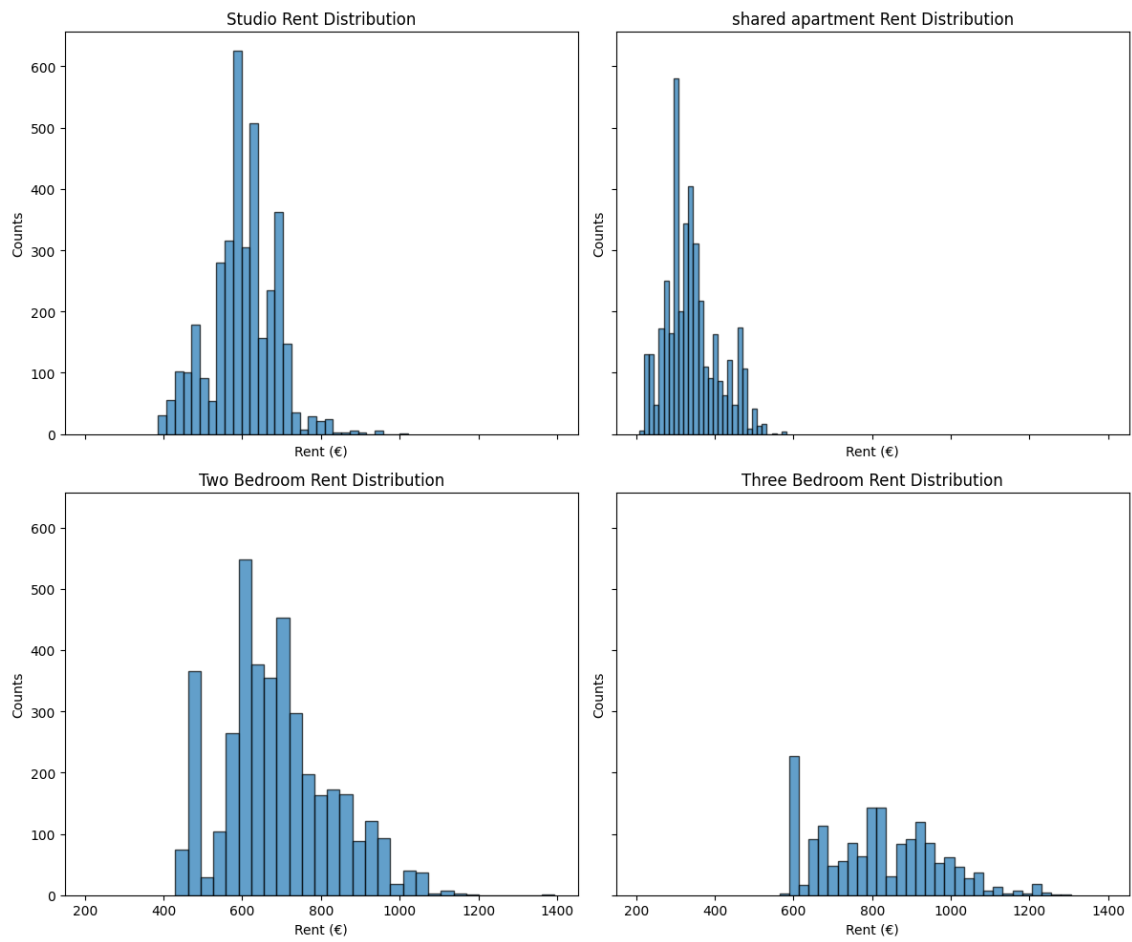 Studio Rent Distribution
600
500
400
300
200
100
0
Counts
Rent (€)
shared apartment Rent Distribution
Counts
Rent (€)
Two Bedroom Rent Distribution
600
500
400
300
200
100
0
Counts
200 400 600 800 1000 1200 1400
Rent (€)
Three Bedroom Rent Distribution
Counts
200 400 600 800 1000 1200 1400
Rent (€)